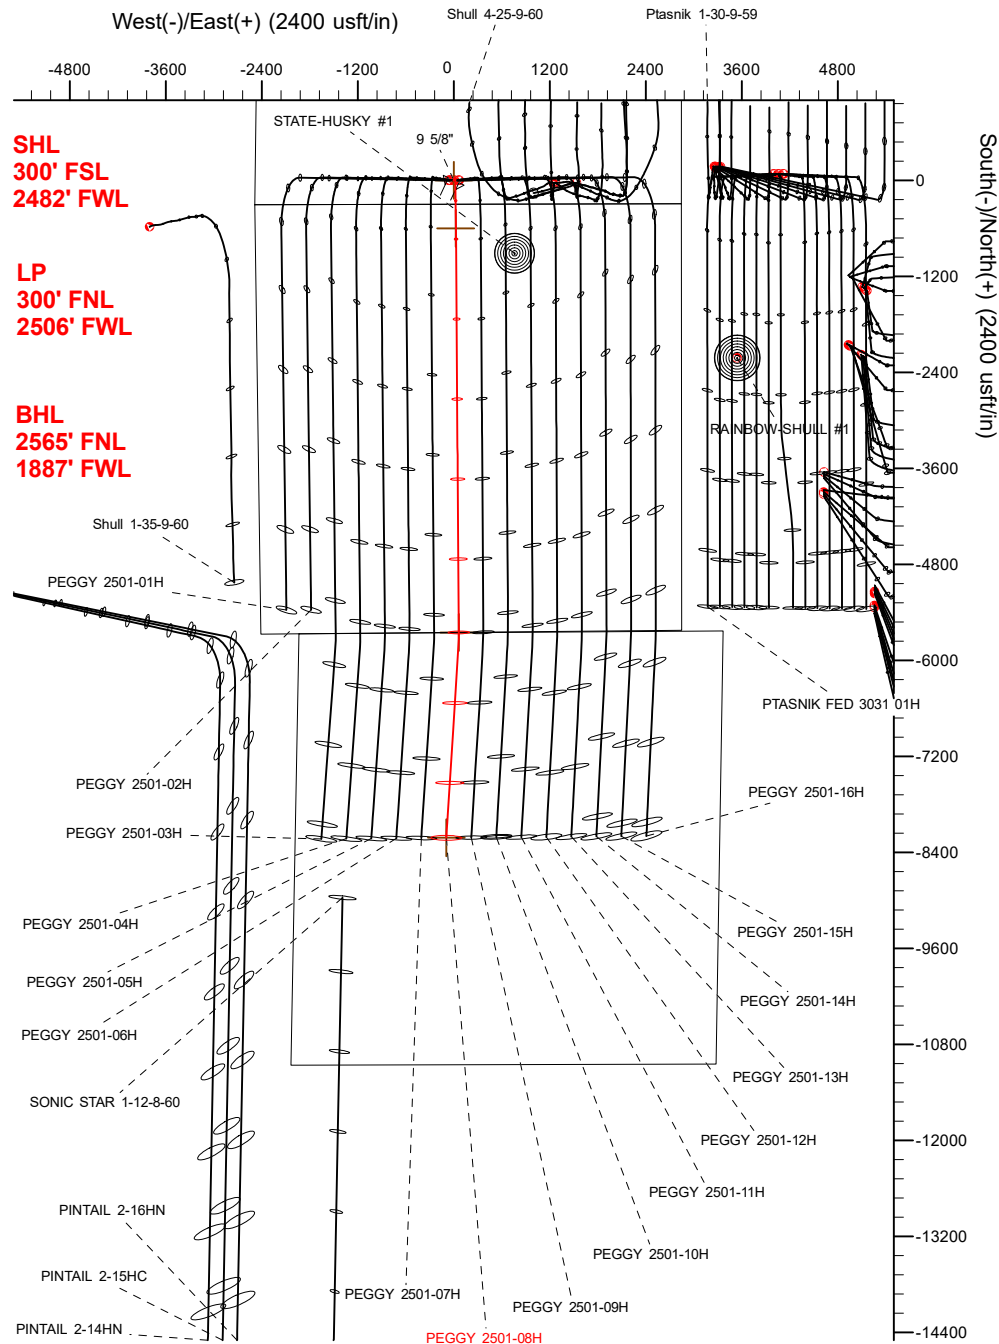 West(-)/East(+) (2400 usft/in)
Shull 4-25-9-60
Ptasnik 1-30-9-59
-4800
-3600
-2400
-1200
0
1200
2400
3600
4800
STATE-HUSKY #1
9 5/8"
SHL
300' FSL
2482' FWL
LP
300' FNL
2506' FWL
BHL
2565' FNL
1887' FWL
South(-)/North(+) (2400 usft/in)
0
-1200
-2400
-3600
-4800
-6000
-7200
-8400
-9600
-10800
-12000
-13200
-14400
RAINBOW-SHULL #1
Shull 1-35-9-60
PEGGY 2501-01H
PTASNIK FED 3031 01H
PEGGY 2501-02H
PEGGY 2501-16H
PEGGY 2501-03H
PEGGY 2501-04H
PEGGY 2501-15H
PEGGY 2501-05H
PEGGY 2501-14H
PEGGY 2501-06H
PEGGY 2501-13H
SONIC STAR 1-12-8-60
PEGGY 2501-12H
PEGGY 2501-11H
PINTAIL 2-16HN
PEGGY 2501-10H
PINTAIL 2-15HC
PEGGY 2501-07H
PEGGY 2501-09H
PINTAIL 2-14HN
PEGGY 2501-08H